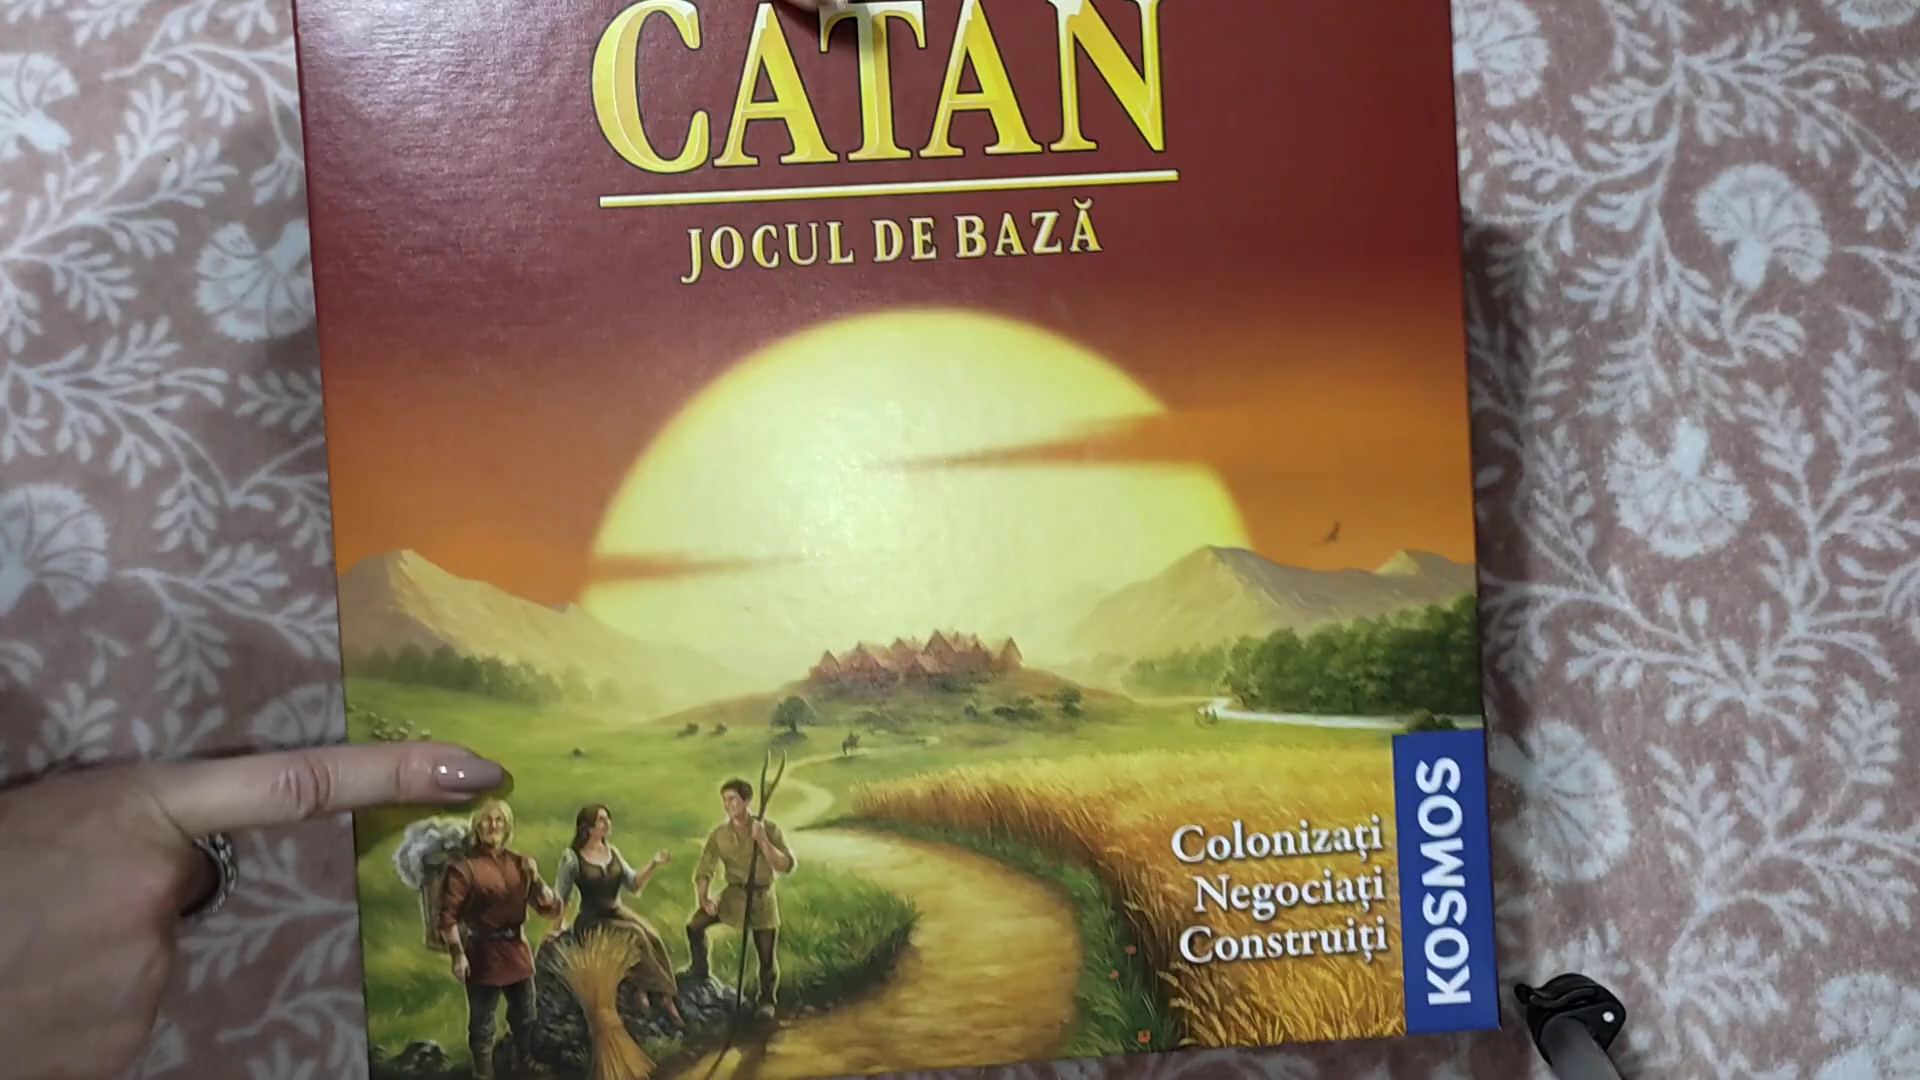 CATAN
JOCUL DE BAZĂ
Colonizați
Negociați
Construiți
KOSMOS